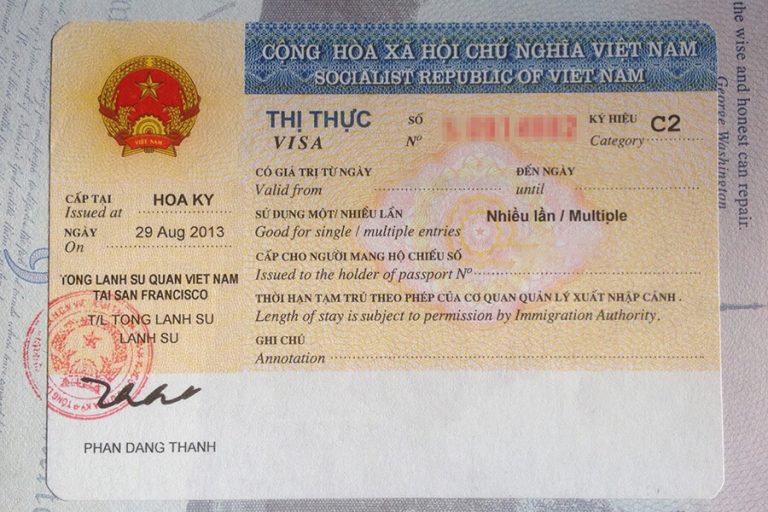 CỘNG HÒA XÃ HỘI CHỦ NGHĨA VIỆT NAM
SOCIALIST REPUBLIC OF VIET NAM
VIỆT NAM
THỊ THỰC
VISA
SỐ
Nº
KÝ HIỆU
Category
C2
CÓ GIÁ TRỊ TỪ NGÀY
Valid from
ĐẾN NGÀY
until
CẤP TẠI
Issued at
HOA KY
NGÀY
On
29 Aug 2013
SỬ DỤNG MỘT/ NHIỀU LẦN
Good for single / multiple entries
Nhiều lần / Multiple
CẤP CHO NGƯỜI MANG HỘ CHIẾU SỐ
Issued to the holder of passport Nº
THỜI HẠN TẠM TRÚ THEO PHÉP CỦA CƠ QUAN QUẢN LÝ XUẤT NHẬP CẢNH .
Length of stay is subject to permission by Immigration Authority.
GHI CHÚ
Annotation
TONG LANH SU QUAN VIET NAM
TAI SAN FRANCISCO
T/L TONG LANH SU
LANH SU
PHAN DANG THANH
the wise and honest can repair.
George Washington